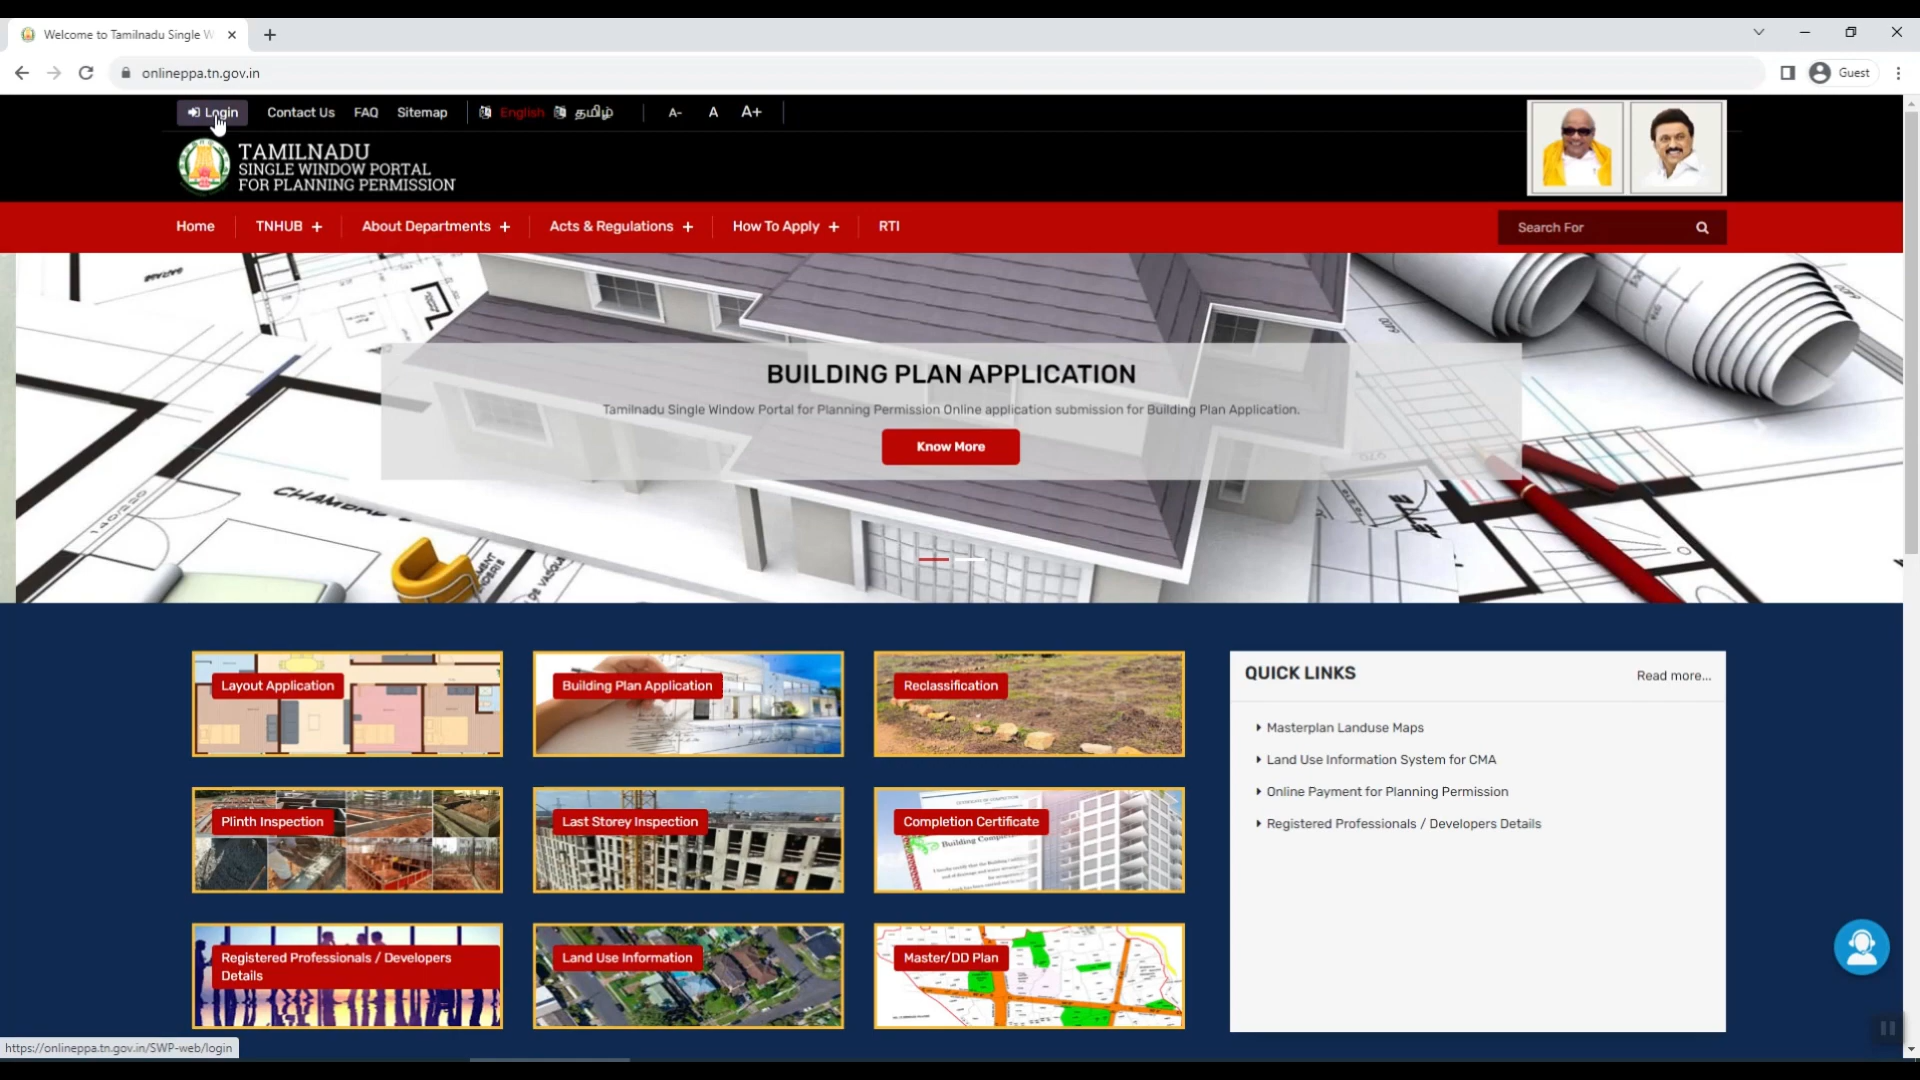 Welcome to Tamilnadu Single W
onlineppa.tn.gov.in
Guest
Login
Contact Us
FAQ
Sitemap
English
தமிழ்
A-
A
A+
TAMILNADU
SINGLE WINDOW PORTAL
FOR PLANNING PERMISSION
Home
TNHUB +
About Departments +
Acts & Regulations +
How To Apply +
RTI
Search For
BUILDING PLAN APPLICATION
Tamilnadu Single Window Portal for Planning Permission Online application submission for Building Plan Application.
Know More
140/220
Layout Application
Building Plan Application
Reclassification
Plinth Inspection
Last Storey Inspection
Completion Certificate
Registered Professionals / Developers
Details
Land Use Information
Master/DD Plan
QUICK LINKS
Read more...
Masterplan Landuse Maps
Land Use Information System for CMA
Online Payment for Planning Permission
Registered Professionals / Developers Details
https://onlineppa.tn.gov.in/SWP-web/login